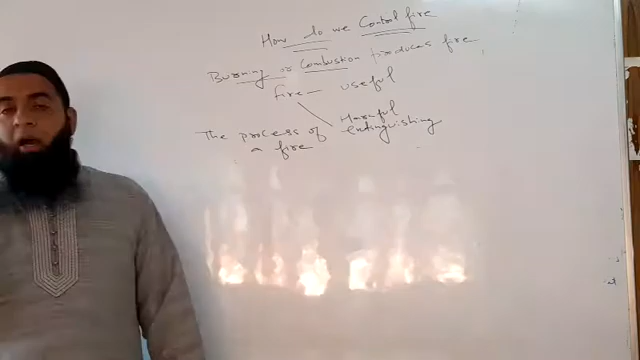 How do we Control fire
Burning or Combustion produces fire
fire — useful
Harmful
The process of extinguishing
a fire